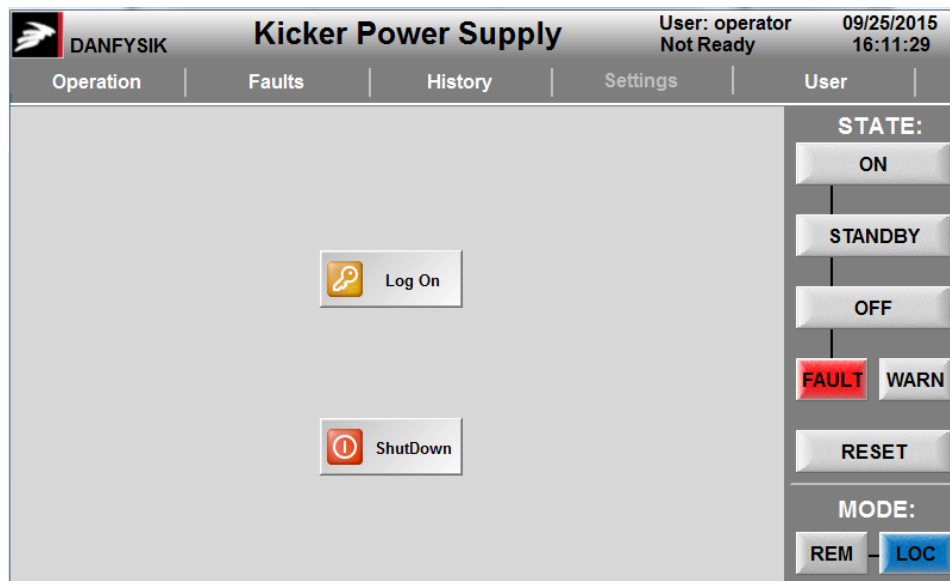 DANFYSIK
Kicker Power Supply
User: operator
Not Ready
09/25/2015
16:11:29
Operation
Faults
History
Settings
User
STATE:
ON
STANDBY
OFF
FAULT
WARN
RESET
MODE:
REM
LOC
Log On
ShutDown